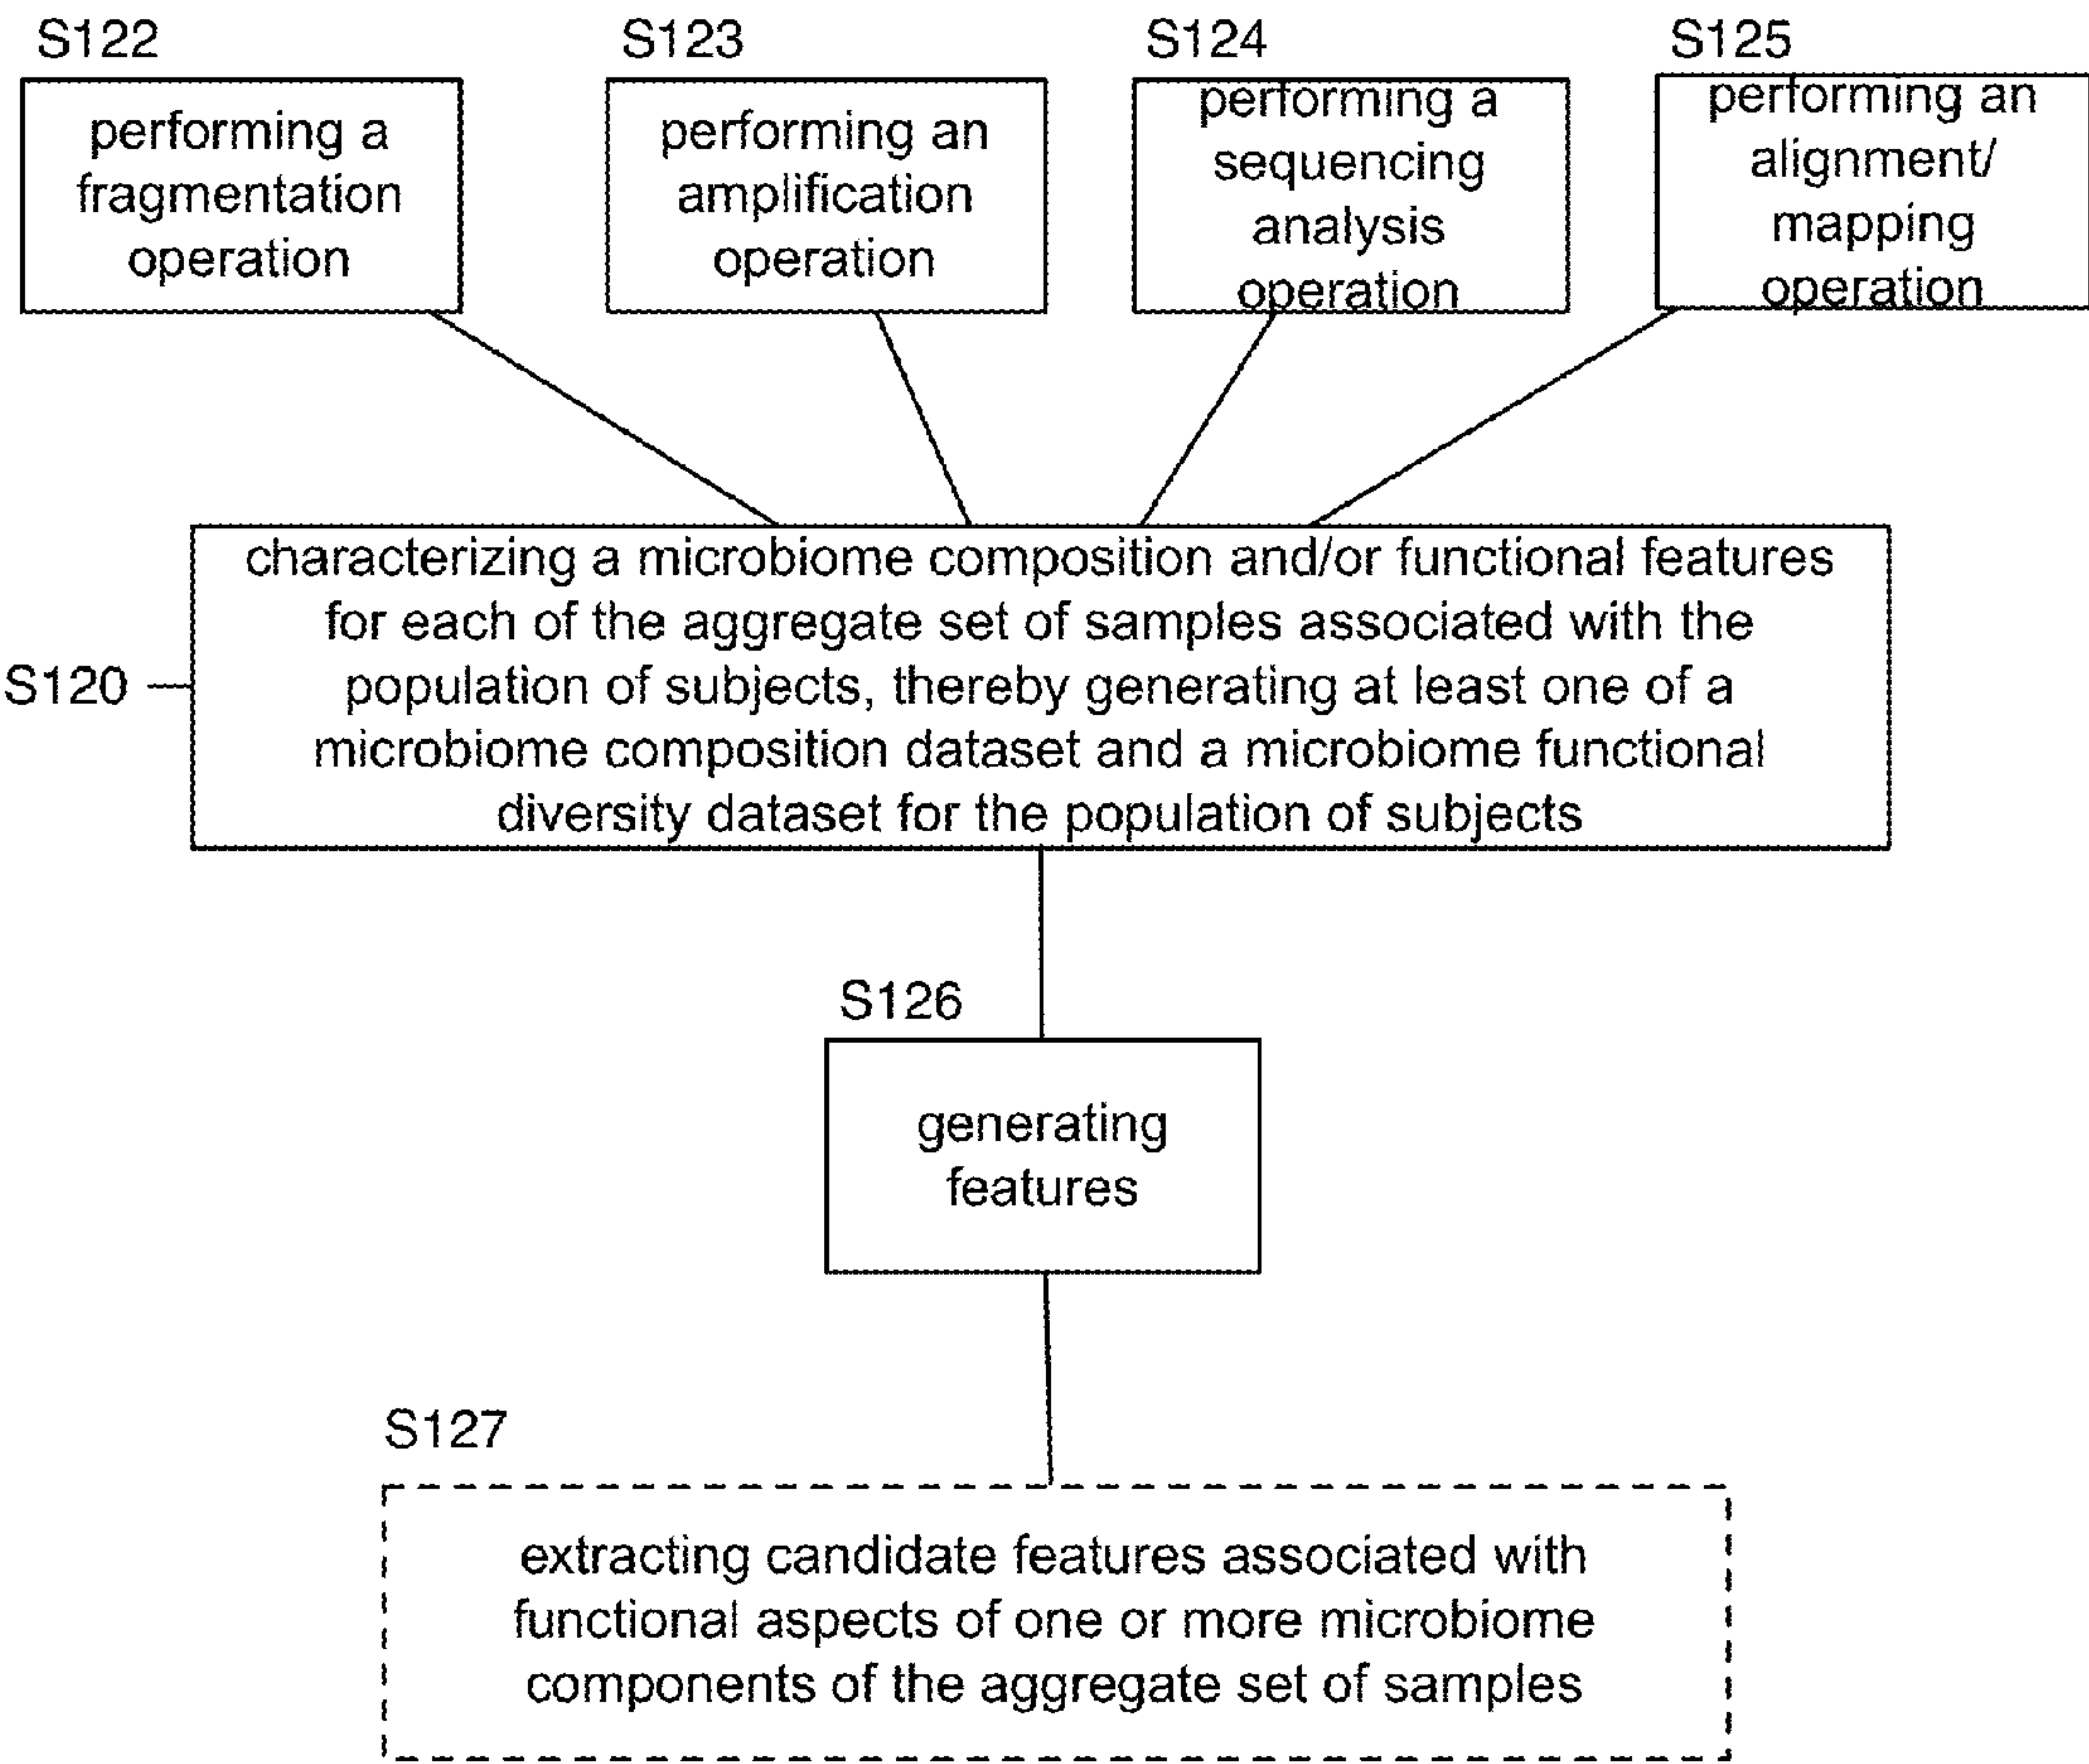 S122
performing a
fragmentation
operation
S123
performing an
amplification
operation
S124
performing a
sequencing
analysis
operation
S125
performing an
alignment/
mapping
operation
S120
characterizing a microbiome composition and/or functional features
for each of the aggregate set of samples associated with the
population of subjects, thereby generating at least one of a
microbiome composition dataset and a microbiome functional
diversity dataset for the population of subjects
S126
generating
features
S127
extracting candidate features associated with
functional aspects of one or more microbiome
components of the aggregate set of samples